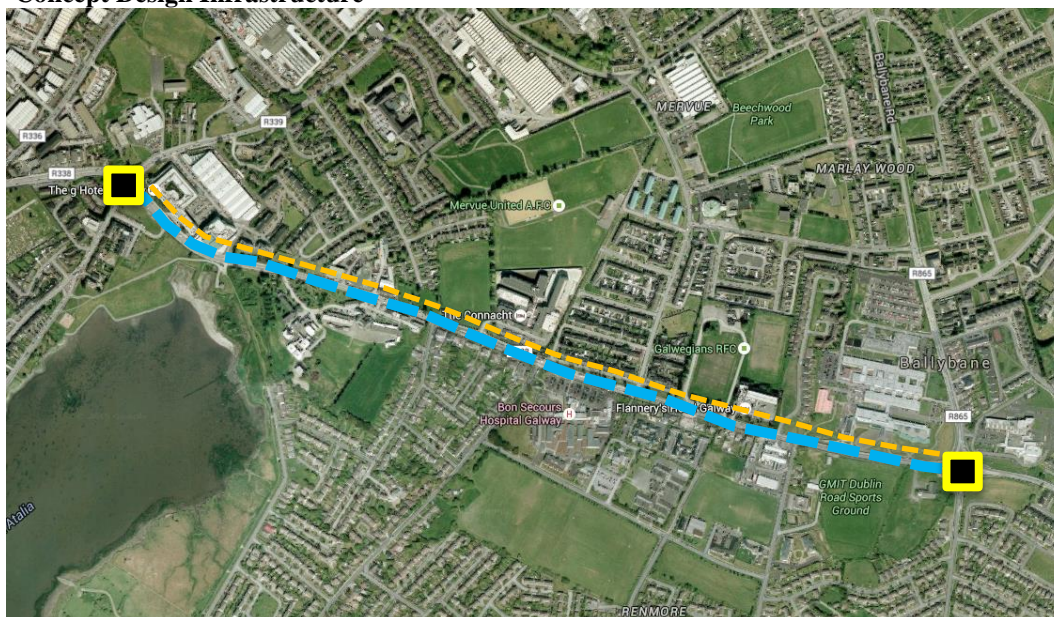 Concept Design Infrastructure
MERVUE
Beechwood
Park
Ballybane Rd
R336
R339
MARLAY WOOD
R338
The g Hote
Mervue United A.F.C
R865
The Connacht
Galwegians RFC
Ballybane
Bon Secours
Hospital Galway
H
Flannery's Hotel Galway
R865
GMIT Dublin
Road Sports
Ground
Atalia
RENMORE